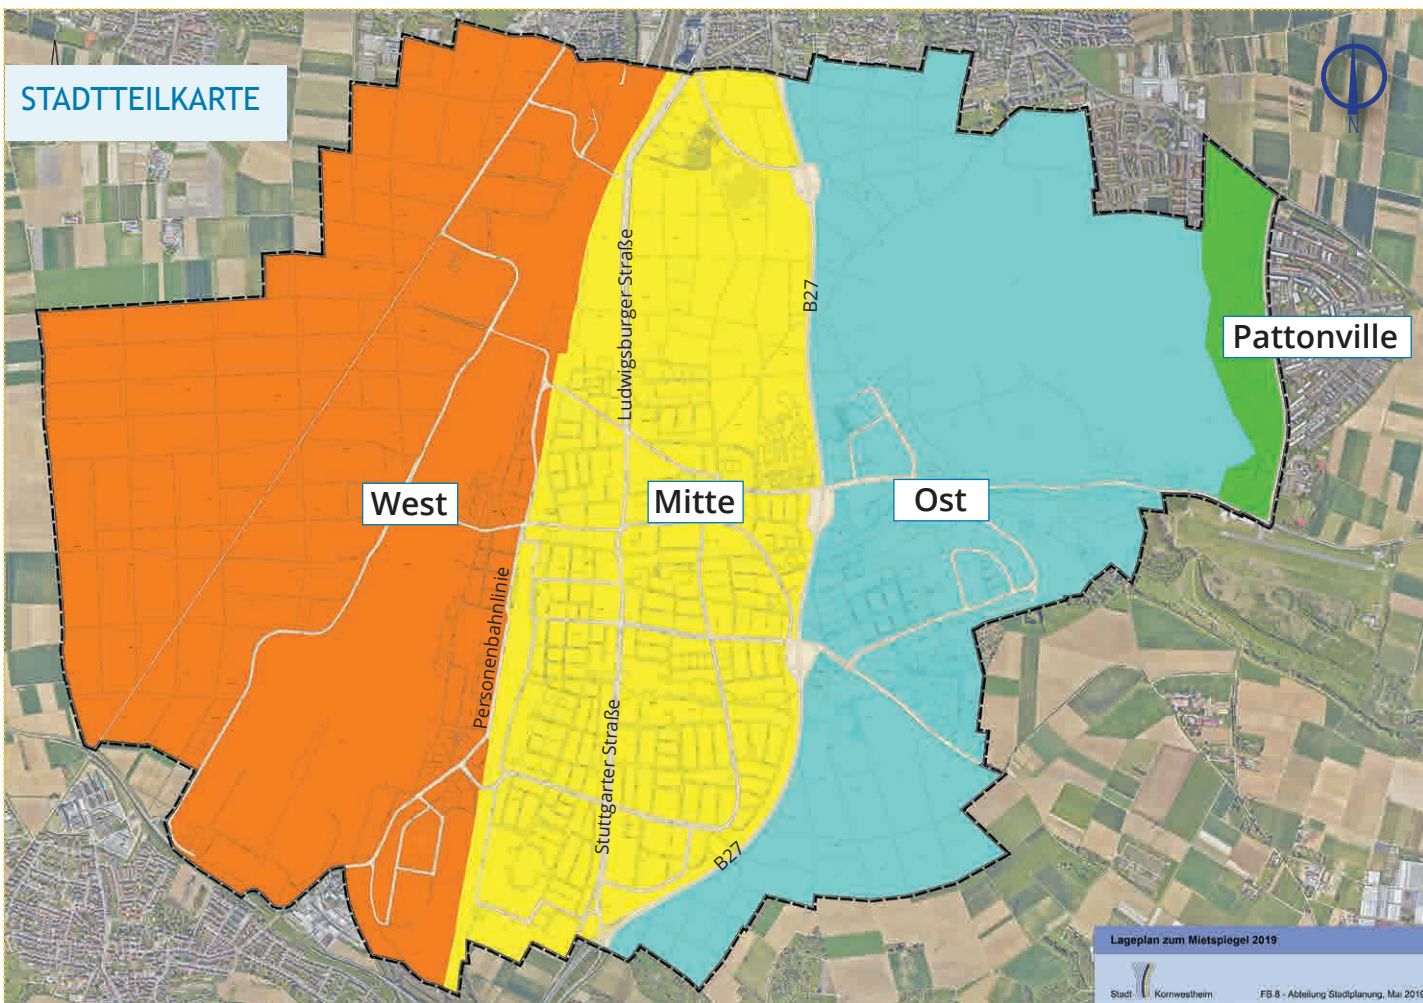 STADTTEILKARTE
N
Ludwigsburger Straße
B27
Pattonville
West
Mitte
Ost
Personenbahnlinie
Stuttgarter Straße
B27
Lageplan zum Mietspiegel 2019
Stadt Kornwestheim
FB 8 - Abteilung Stadtplanung, Mai 2019